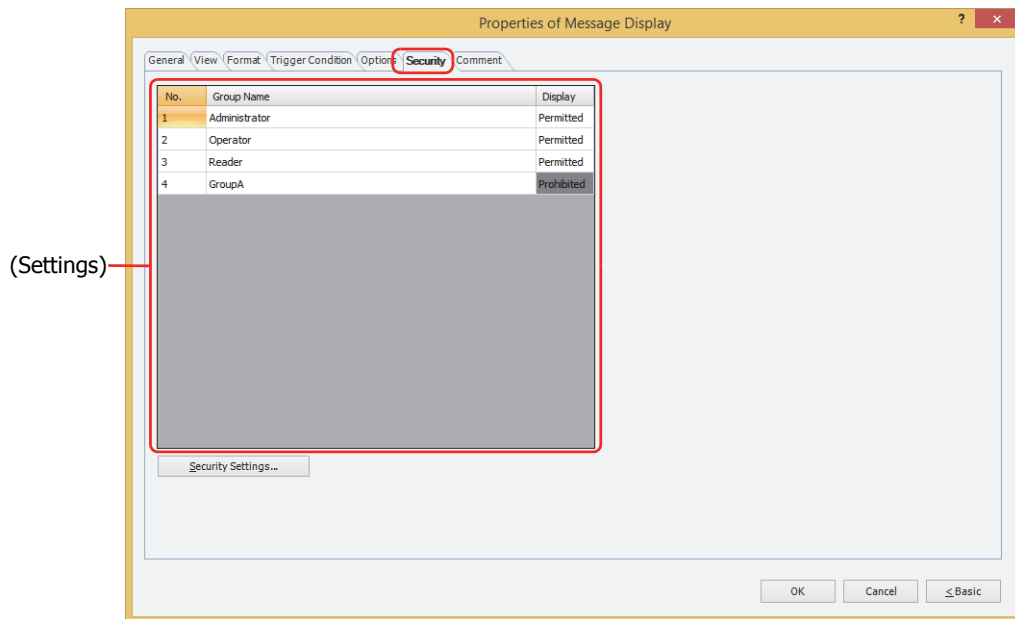 Properties of Message Display ? ×
General View Format Trigger Condition Options Security Comment
No. Group Name Display
1 Administrator Permitted
2 Operator Permitted
3 Reader Permitted
4 GroupA Prohibited
(Settings)
Security Settings...
OK Cancel < Basic